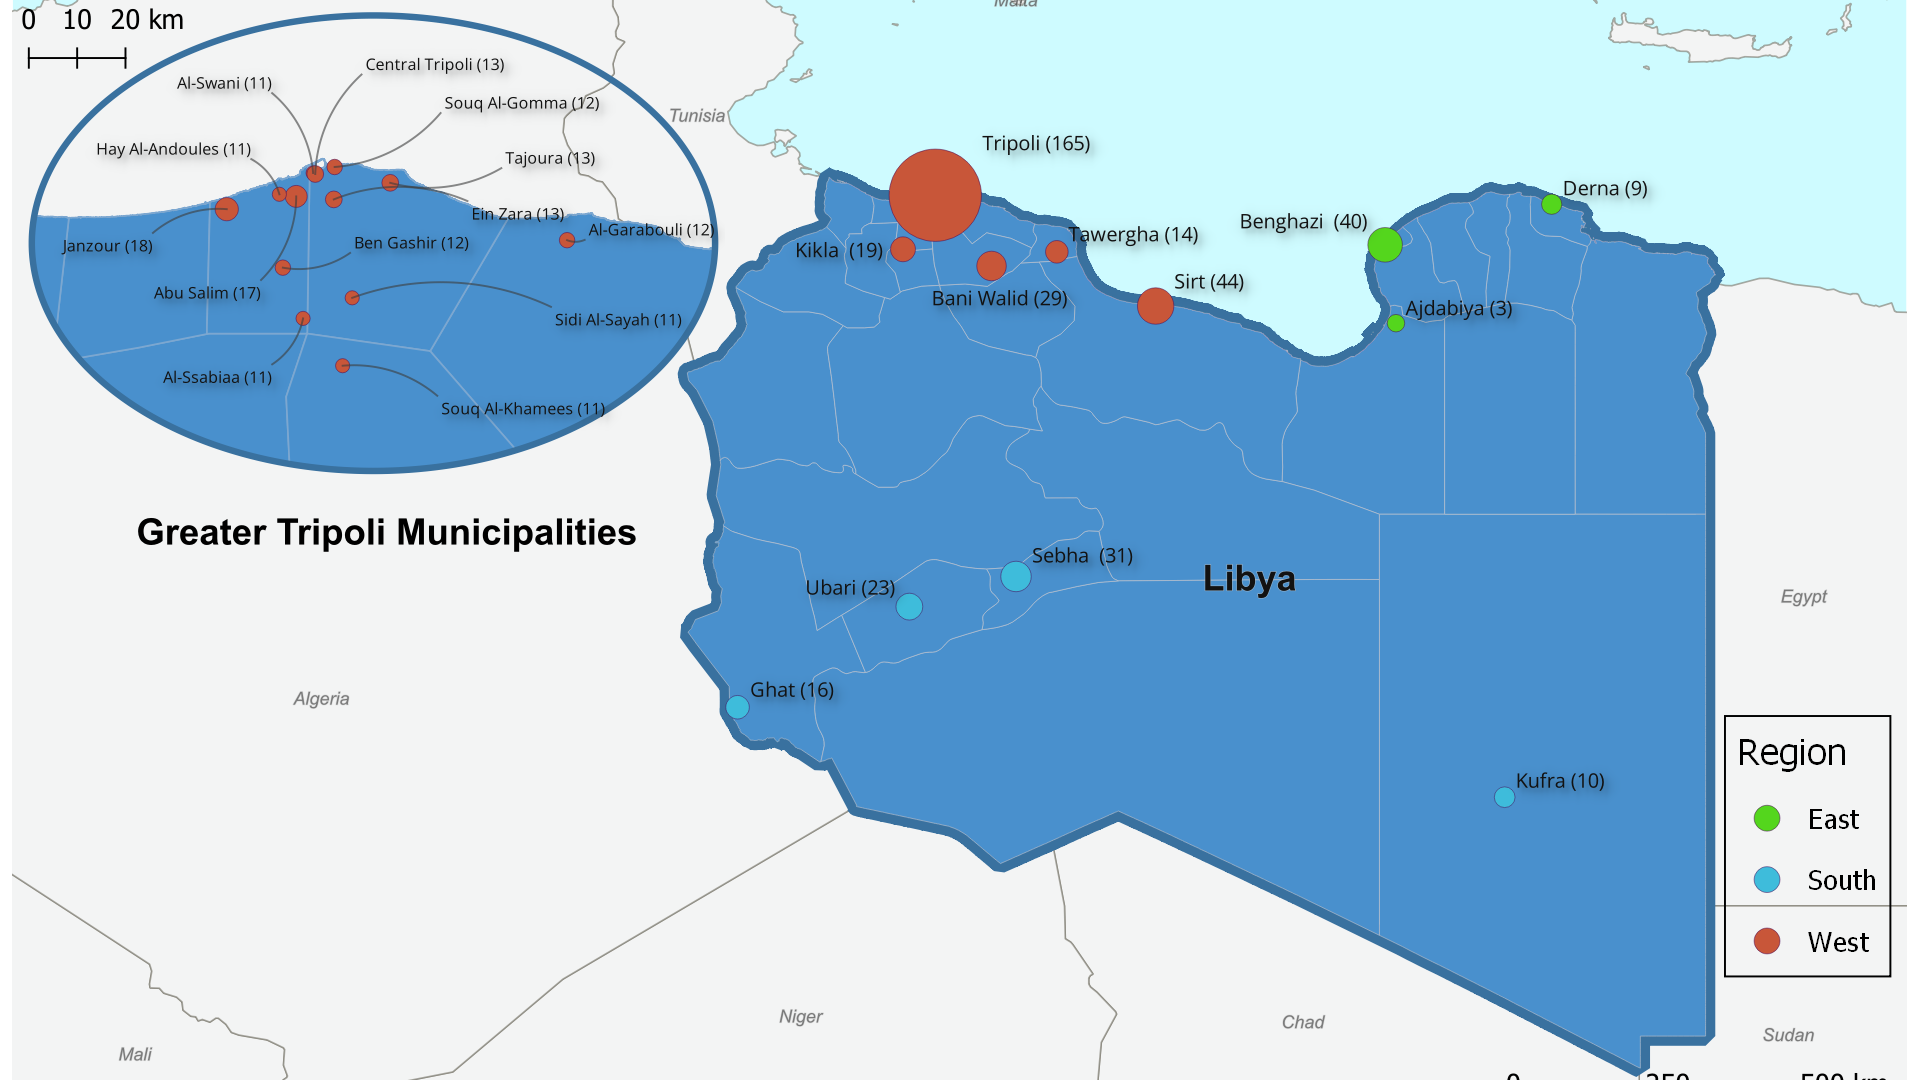 0 10 20 km
Malta
Central Tripoli (13)
Al-Swani (11)
Souq Al-Gomma (12)
Tunisia
Hay Al-Andoules (11)
Tajoura (13)
Tripoli (165)
Derna (9)
Ein Zara (13)
Al-Garabouli (12)
Benghazi (40)
Janzour (18)
Ben Gashir (12)
Kikla (19)
Tawergha (14)
Abu Salim (17)
Bani Walid (29)
Sirt (44)
Ajdabiya (3)
Sidi Al-Sayah (11)
Al-Ssabiaa (11)
Souq Al-Khamees (11)
Greater Tripoli Municipalities
Sebha (31)
Ubari (23)
Libya
Egypt
Algeria
Ghat (16)
Kufra (10)
Region
East
South
West
Niger
Chad
Sudan
Mali
0 250 500 km